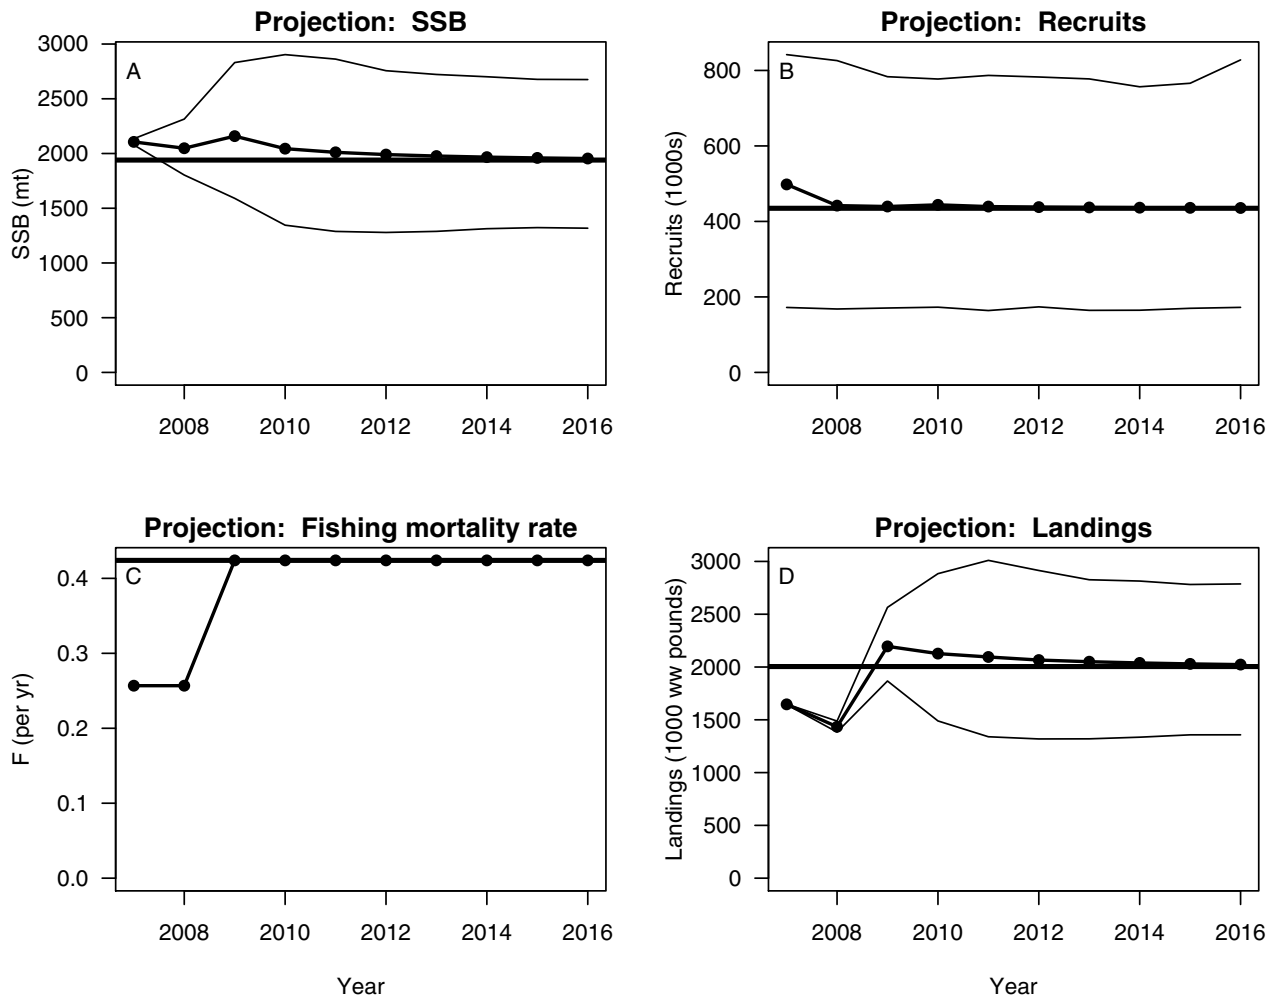 Projection: SSB
A
SSB (mt)
3000
2500
2000
1500
1000
500
0
2008 2010 2012 2014 2016
Projection: Recruits
B
Recruits (1000s)
800
600
400
200
0
2008 2010 2012 2014 2016
Projection: Fishing mortality rate
C
F (per yr)
0.4
0.3
0.2
0.1
0.0
2008 2010 2012 2014 2016
Year
Projection: Landings
D
Landings (1000 ww pounds)
3000
2500
2000
1500
1000
500
0
2008 2010 2012 2014 2016
Year